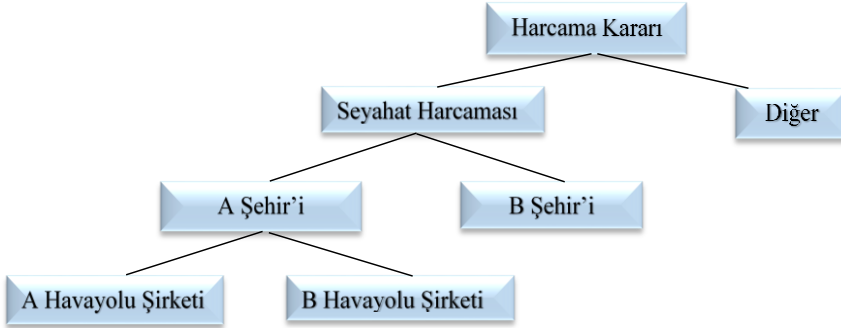 Harcama Kararı
Seyahat Harcaması
Diğer
A Şehir’i
B Şehir’i
A Havayolu Şirketi
B Havayolu Şirketi